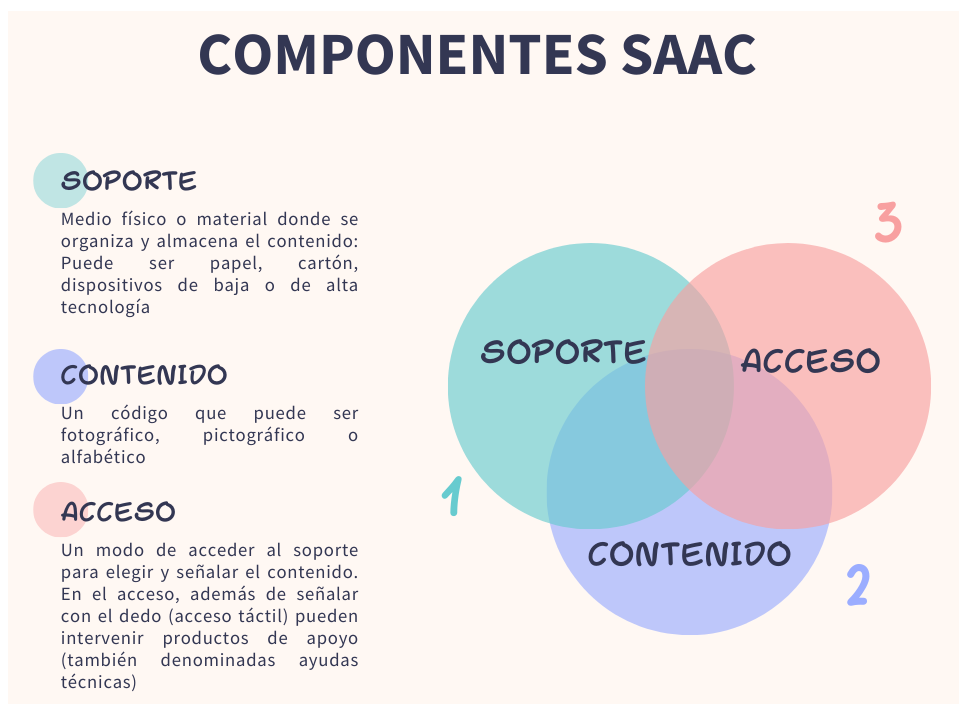 COMPONENTES SAAC
SOPORTE
Medio físico o material donde se
organiza y almacena el contenido:
Puede ser papel, cartón,
dispositivos de baja o de alta
tecnología
CONTENIDO
Un código que puede ser
fotográfico, pictográfico o
alfabético
ACCESO
Un modo de acceder al soporte
para elegir y señalar el contenido.
En el acceso, además de señalar
con el dedo (acceso táctil) pueden
intervenir productos de apoyo
(también denominadas ayudas
técnicas)
3
SOPORTE
ACCESO
1
CONTENIDO
2